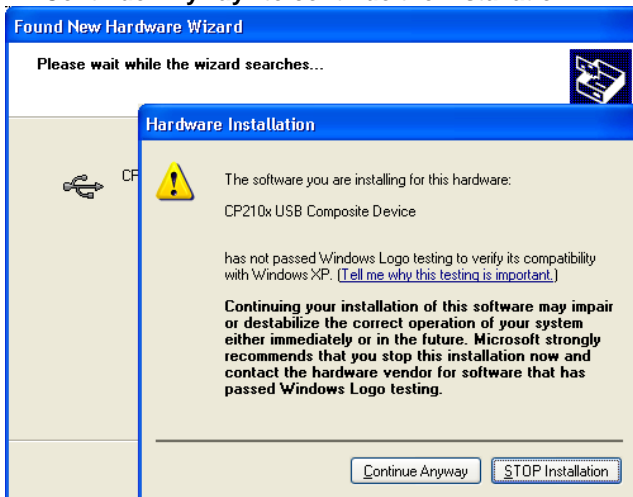 Found New Hardware Wizard
Please wait while the wizard searches...
Hardware Installation
CP
The software you are installing for this hardware:
CP210x USB Composite Device
has not passed Windows Logo testing to verify its compatibility
with Windows XP. (Tell me why this testing is important.)
Continuing your installation of this software may impair
or destabilize the correct operation of your system
either immediately or in the future. Microsoft strongly
recommends that you stop this installation now and
contact the hardware vendor for software that has
passed Windows Logo testing.
Continue Anyway
STOP Installation